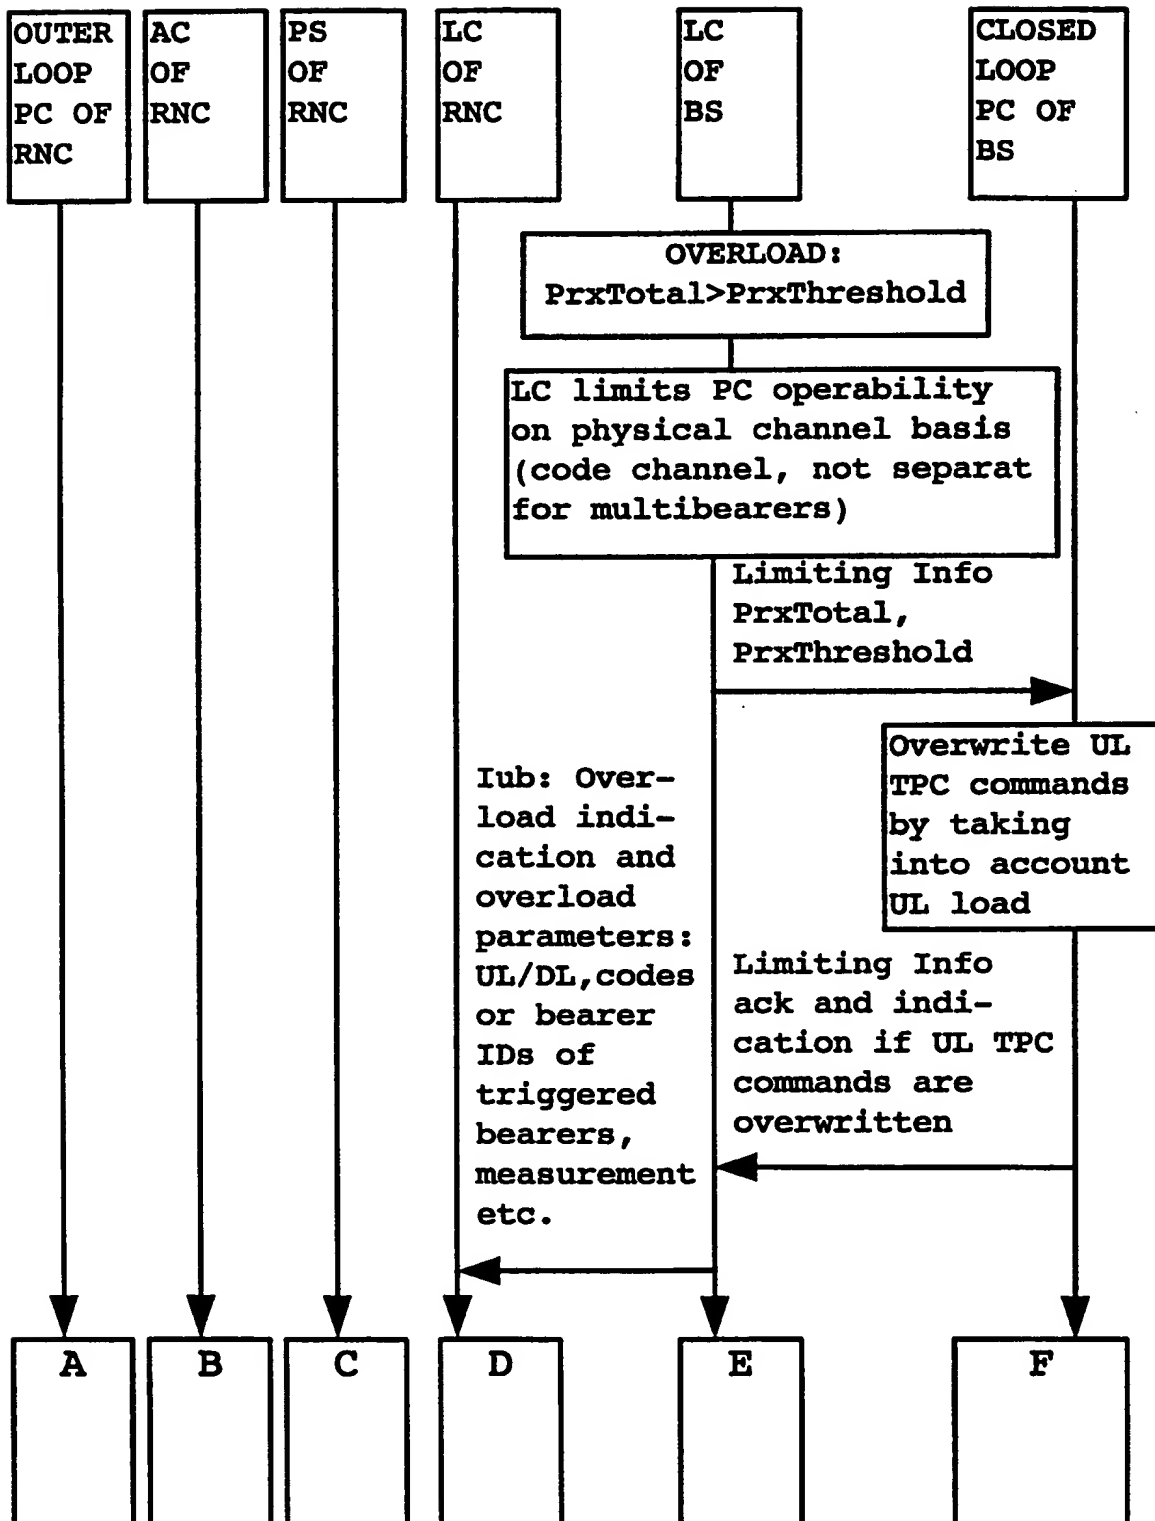 OUTER
LOOP
PC OF
RNC
AC
OF
RNC
PS
OF
RNC
LC
OF
RNC
LC
OF
BS
CLOSED
LOOP
PC OF
BS
OVERLOAD:
PrxTotal>PrxThreshold
LC limits PC operability
on physical channel basis
(code channel, not separat
for multibearers)
Limiting Info
PrxTotal,
PrxThreshold
Overwrite UL
TPC commands
by taking
into account
UL load
Iub: Over-
load indi-
cation and
overload
parameters:
UL/DL,codes
or bearer
IDs of
triggered
bearers,
measurement
etc.
Limiting Info
ack and indi-
cation if UL TPC
commands are
overwritten
A
B
C
D
E
F